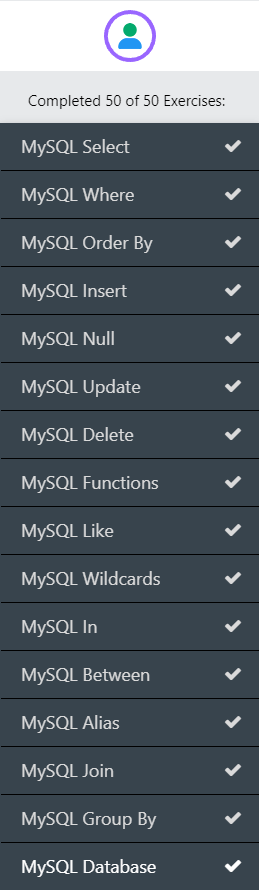 Completed 50 of 50 Exercises:
MySQL Select
MySQL Where
MySQL Order By
MySQL Insert
MySQL Null
MySQL Update
MySQL Delete
MySQL Functions
MySQL Like
MySQL Wildcards
MySQL In
MySQL Between
MySQL Alias
MySQL Join
MySQL Group By
MySQL Database